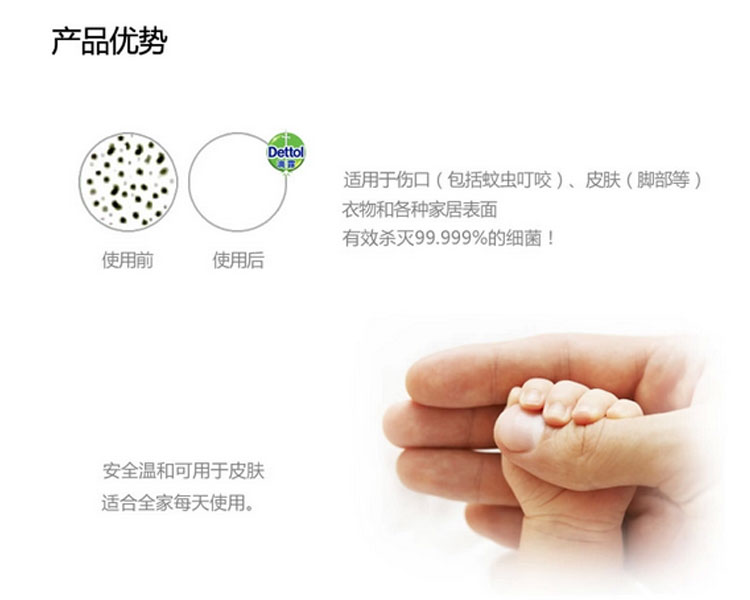 产品优势
Dettol
滴露
适用于伤口（包括蚊虫叮咬）、皮肤（脚部等）
衣物和各种家居表面
有效杀灭99.999%的细菌！
使用前
使用后
安全温和可用于皮肤
适合全家每天使用。